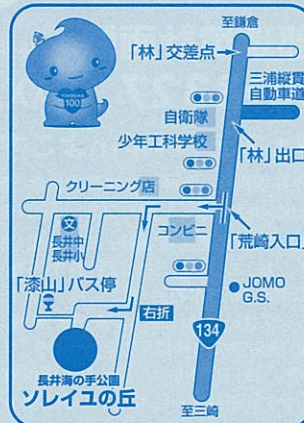 至鎌倉
「林」交差点
三浦縦貫
自動車道
自衛隊
少年工科学校
「林」出口
クリーニング店
文
長井中
長井小
コンビニ
「荒崎入口」
「漆山」バス停
JOMO
G.S.
右折
134
長井海の手公園
ソレイユの丘
至三崎
YOKOSUKA
100